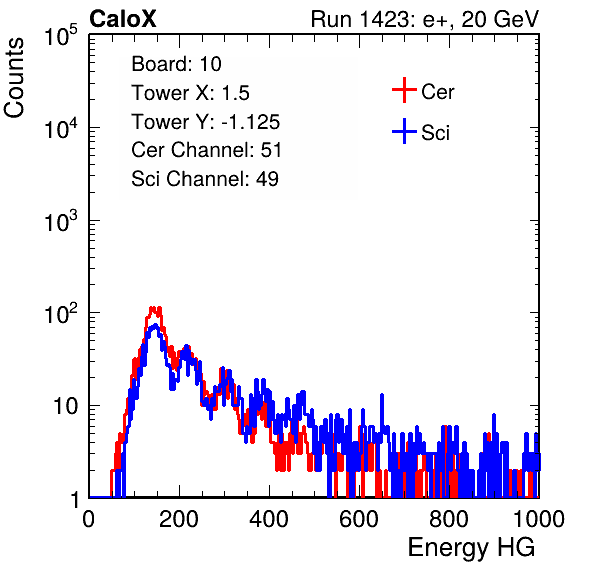 CaloX Run 1423: e+, 20 GeV
Board: 10
Tower X: 1.5
Tower Y: -1.125
Cer Channel: 51
Sci Channel: 49
Cer
Sci
Counts
10^5
10^4
10^3
10^2
10
1
0 200 400 600 800 1000
Energy HG